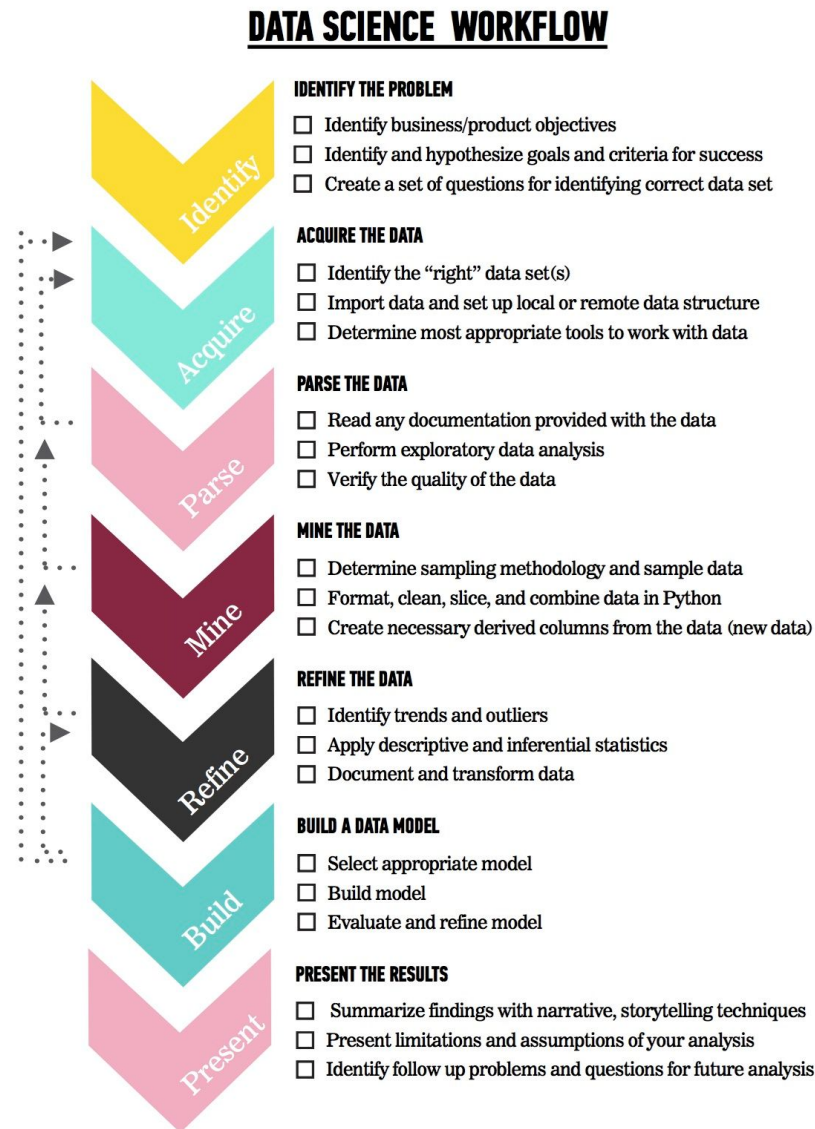 DATA SCIENCE WORKFLOW
Identify
IDENTIFY THE PROBLEM
Identify business/product objectives
Identify and hypothesize goals and criteria for success
Create a set of questions for identifying correct data set
Acquire
ACQUIRE THE DATA
Identify the “right” data set(s)
Import data and set up local or remote data structure
Determine most appropriate tools to work with data
Parse
PARSE THE DATA
Read any documentation provided with the data
Perform exploratory data analysis
Verify the quality of the data
Mine
MINE THE DATA
Determine sampling methodology and sample data
Format, clean, slice, and combine data in Python
Create necessary derived columns from the data (new data)
Refine
REFINE THE DATA
Identify trends and outliers
Apply descriptive and inferential statistics
Document and transform data
Build
BUILD A DATA MODEL
Select appropriate model
Build model
Evaluate and refine model
Present
PRESENT THE RESULTS
Summarize findings with narrative, storytelling techniques
Present limitations and assumptions of your analysis
Identify follow up problems and questions for future analysis